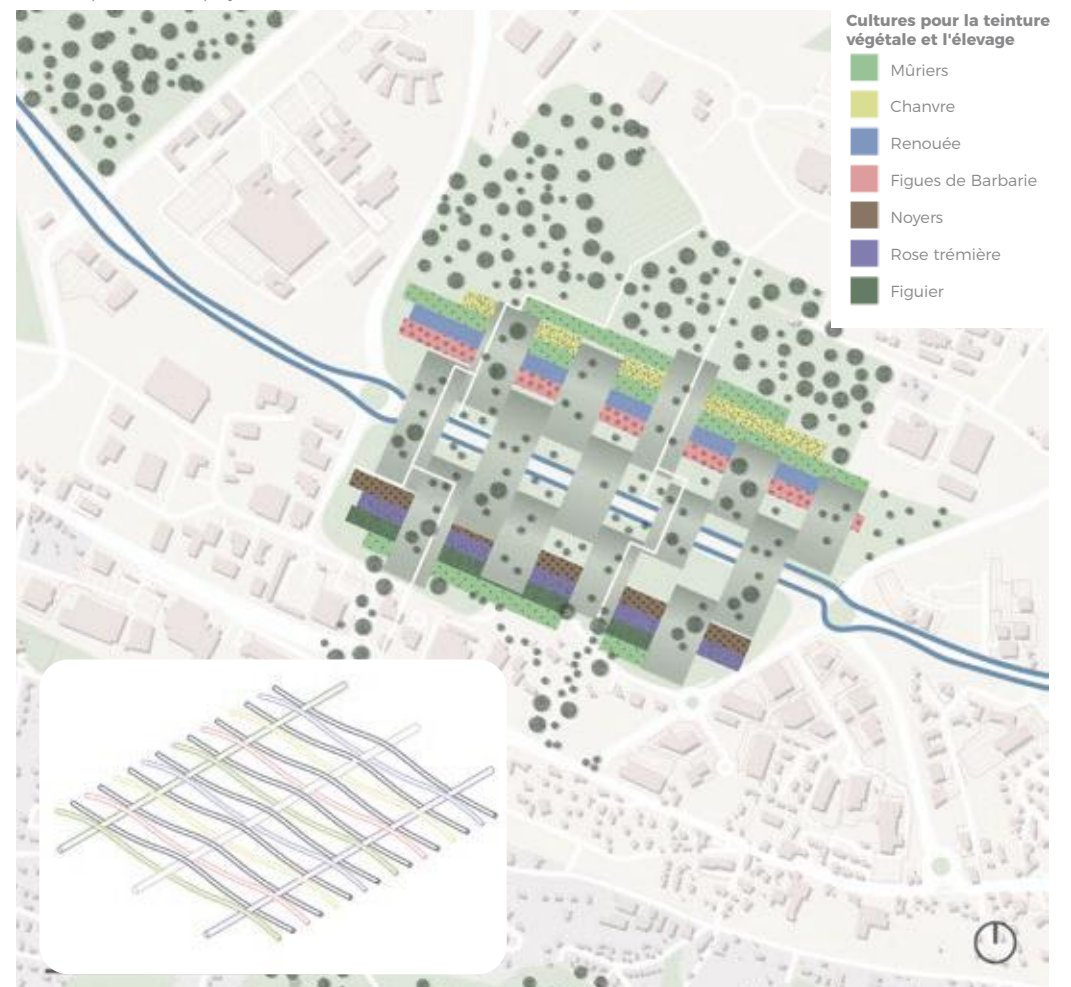 Cultures pour la teinture
végétale et l'élevage
Mûriers
Chanvre
Renouée
Figues de Barbarie
Noyers
Rose trémière
Figuier